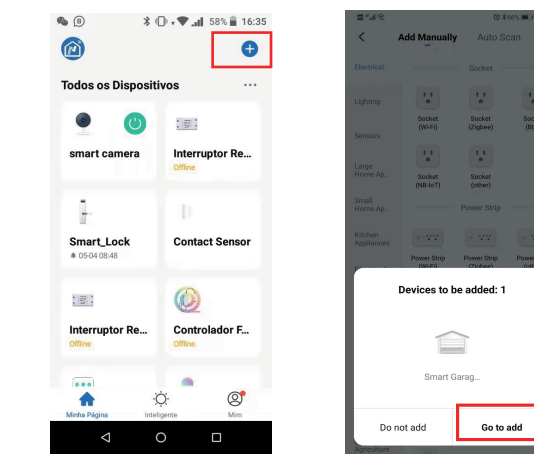 58% 16:35
Todos os Dispositivos
smart camera
Interruptor Re...
Offline
Smart_Lock
05-04 08:48
Contact Sensor
Interruptor Re...
Offline
Controlador F...
Offline
Minha Página
Inteligente
Mim
66%
Add Manually
Auto Scan
Electrical
Socket
Lighting
Socket
(Wi-Fi)
Socket
(Zigbee)
Sensors
Large
Home Ap...
Socket
(NB-IoT)
Socket
(other)
Small
Home Ap...
Power Strip
Kitchen
Appliances
Power Strip
(Wi-Fi)
Power Strip
(Zigbee)
Devices to be added: 1
Smart Garag...
Do not add
Go to add
Agriculture